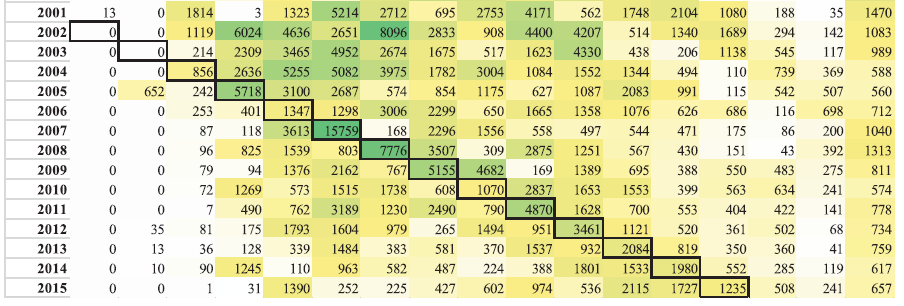 2001 13 0 1814 3 1323 5214 2712 695 2753 4171 562 1748 2104 1080 188 35 1470
2002 0 0 1119 6024 4636 2651 8096 2833 908 4400 4207 514 1340 1689 294 142 1083
2003 0 0 214 2309 3465 4952 2674 1675 517 1623 4330 438 206 1138 545 117 989
2004 0 0 856 2636 5255 5082 3975 1782 3004 1084 1552 1344 494 110 739 369 588
2005 0 652 242 5718 3100 2687 574 854 1175 627 1087 2083 991 115 542 507 560
2006 0 0 253 401 1347 1298 3006 2299 650 1665 1358 1076 626 686 116 698 712
2007 0 0 87 118 3613 15759 168 2296 1556 558 497 544 471 175 86 200 1040
2008 0 0 96 825 1539 803 7776 3507 309 2875 1251 567 430 151 43 392 1313
2009 0 0 79 94 1376 2162 767 5155 4682 169 1389 695 388 550 483 275 811
2010 0 0 72 1269 573 1515 1738 608 1070 2837 1653 1553 399 563 634 241 574
2011 0 0 7 490 762 3189 1230 2490 790 4870 1628 700 553 404 422 141 778
2012 0 35 81 175 1793 1604 979 265 1494 951 3461 1121 520 361 502 68 734
2013 0 13 36 128 339 1484 383 581 370 1537 932 2084 819 350 360 41 759
2014 0 10 90 1245 110 963 582 487 224 388 1801 1533 1980 552 285 119 617
2015 0 0 1 31 1390 252 225 427 602 974 536 2115 1727 1235 508 241 657